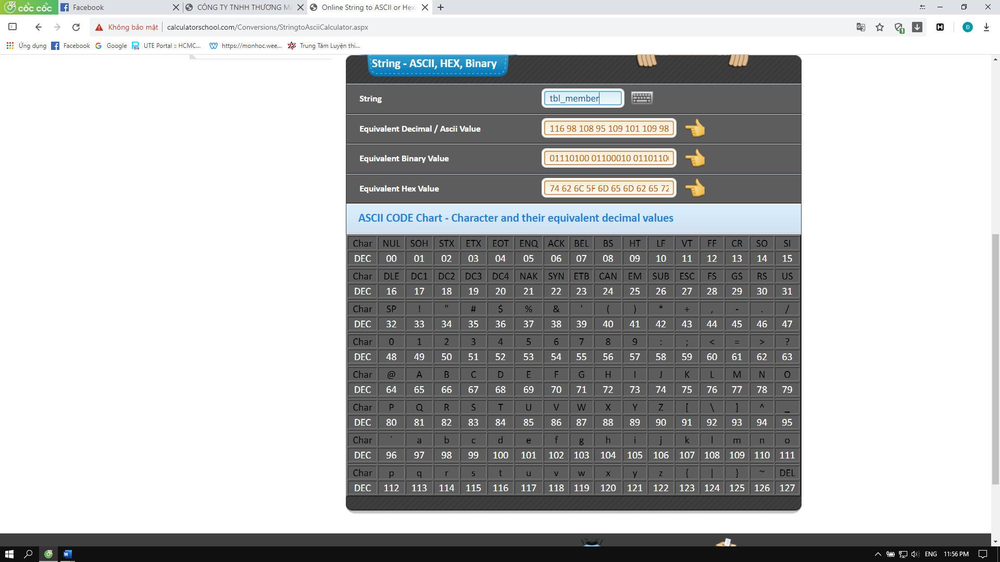 cốc cốc Facebook CÔNG TY TNHH THƯƠNG MẠ Online String to ASCII or Hexa
Không bảo mật calculatorschool.com/Conversions/StringtoAsciiCalculator.aspx 1 Đ
Ứng dụng Facebook Google UTE Portal :: HCMC... https://monhoc.wee... Trung Tâm Luyện thi...
String - ASCII, HEX, Binary
String tbl_member
Equivalent Decimal / Ascii Value 116 98 108 95 109 101 109 98
Equivalent Binary Value 01110100 01100010 0110110
Equivalent Hex Value 74 62 6C 5F 6D 65 6D 62 65 72
ASCII CODE Chart - Character and their equivalent decimal values
Char NUL SOH STX ETX EOT ENQ ACK BEL BS HT LF VT FF CR SO SI
DEC 00 01 02 03 04 05 06 07 08 09 10 11 12 13 14 15
Char DLE DC1 DC2 DC3 DC4 NAK SYN ETB CAN EM SUB ESC FS GS RS US
DEC 16 17 18 19 20 21 22 23 24 25 26 27 28 29 30 31
Char SP ! " # $ % & ' ( ) * + , - . /
DEC 32 33 34 35 36 37 38 39 40 41 42 43 44 45 46 47
Char 0 1 2 3 4 5 6 7 8 9 : ; < = > ?
DEC 48 49 50 51 52 53 54 55 56 57 58 59 60 61 62 63
Char @ A B C D E F G H I J K L M N O
DEC 64 65 66 67 68 69 70 71 72 73 74 75 76 77 78 79
Char P Q R S T U V W X Y Z [ \ ] ^ _
DEC 80 81 82 83 84 85 86 87 88 89 90 91 92 93 94 95
Char ` a b c d e f g h i j k l m n o
DEC 96 97 98 99 100 101 102 103 104 105 106 107 108 109 110 111
Char p q r s t u v w x y z { | } ~ DEL
DEC 112 113 114 115 116 117 118 119 120 121 122 123 124 125 126 127
ENG 11:56 PM